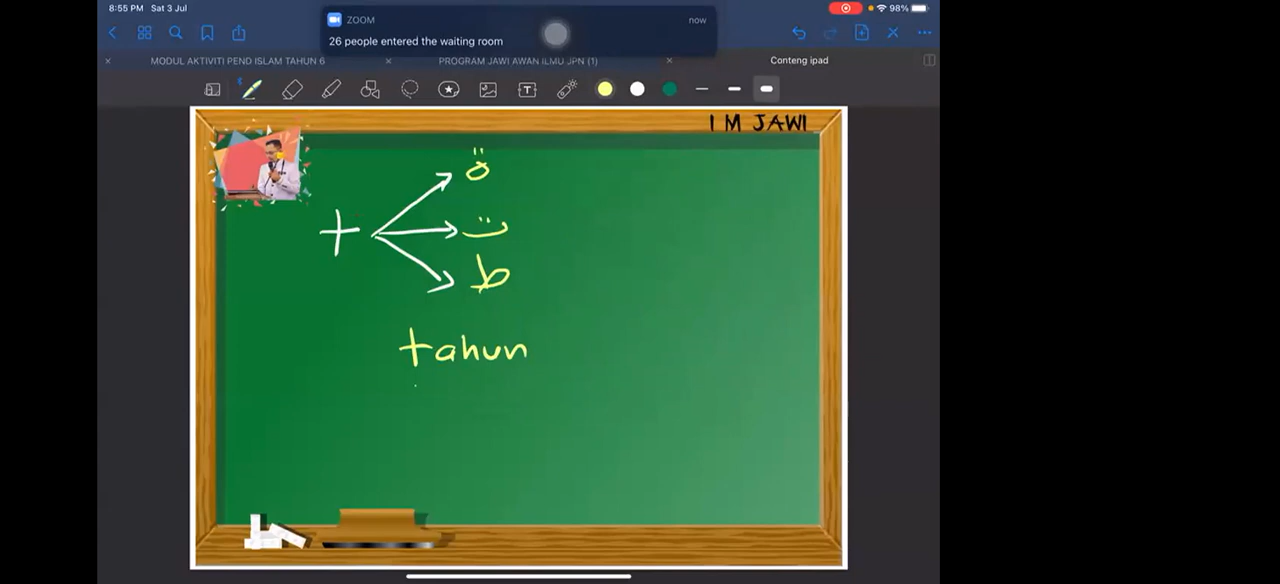 8:55 PM Sat 3 Jul
98%
ZOOM
now
26 people entered the waiting room
MODUL AKTIVITI PEND ISLAM TAHUN 6
PROGRAM JAWI AWAN ILMU JPN (1)
Conteng ipad
I M JAWI
t
ة
ت
ط
tahun